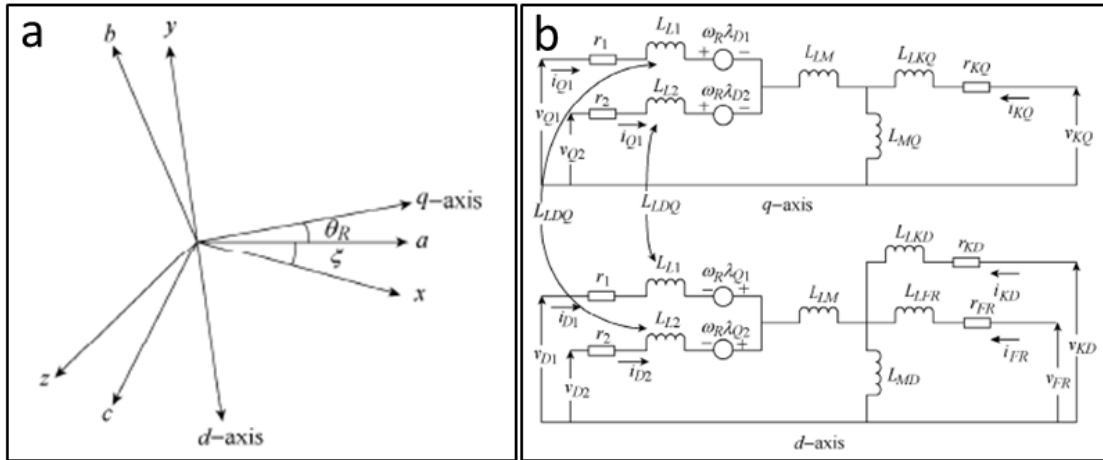 a
b
y
q–axis
θR
a
ζ
x
z
c
d–axis
b
r1
LL1
ωRλD1
+ –
iQ1
r2
LL2
ωRλD2
+ –
iQ1
vQ1
vQ2
LLM
LLKQ
rKQ
iKQ
LMQ
vKQ
LLDQ
LLDQ
q–axis
r1
LL1
ωRλQ1
– +
iD1
r2
LL2
ωRλQ2
– +
iD2
vD1
vD2
LLM
LLKD
rKD
iKD
LLFR
rFR
iFR
LMD
vFR
vKD
d–axis